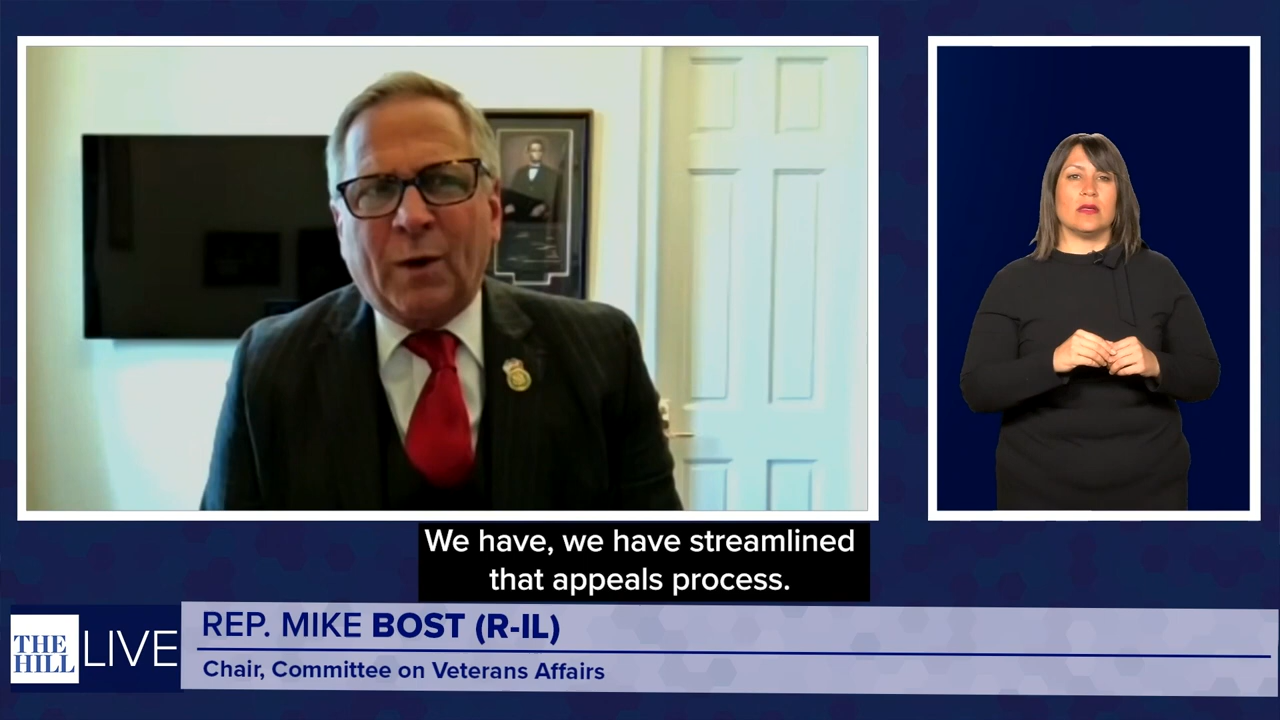 We have, we have streamlined
that appeals process.
THE
HILL
LIVE
REP. MIKE BOST (R-IL)
Chair, Committee on Veterans Affairs